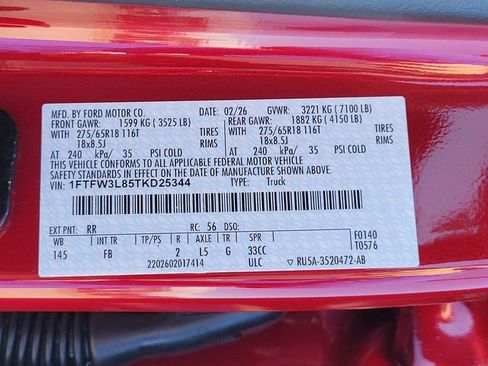 MFD. BY FORD MOTOR CO. 02/26 GVWR: 3221 KG ( 7100 LB)
FRONT GAWR: 1599 KG ( 3525 LB) REAR GAWR: 1882 KG ( 4150 LB)
WITH 275/65R18 116T TIRES WITH 275/65R18 116T TIRES
18x8.5J RIMS 18x8.5J RIMS
AT 240 kPa/ 35 PSI COLD AT 240 kPa/ 35 PSI COLD
THIS VEHICLE CONFORMS TO ALL APPLICABLE FEDERAL MOTOR VEHICLE
SAFETY STANDARDS IN EFFECT ON THE DATE OF MANUFACTURE SHOWN ABOVE.
1FTFW3L85TKD25344 TYPE: Truck
1PNT: RR RC: 56 DSO:
WB INT TR TP/PS R AXLE TR SPR F0140
145 FB 2 L5 G 33CC T0576
2202602017414 ULC ▽ RU5A-3520472-AB